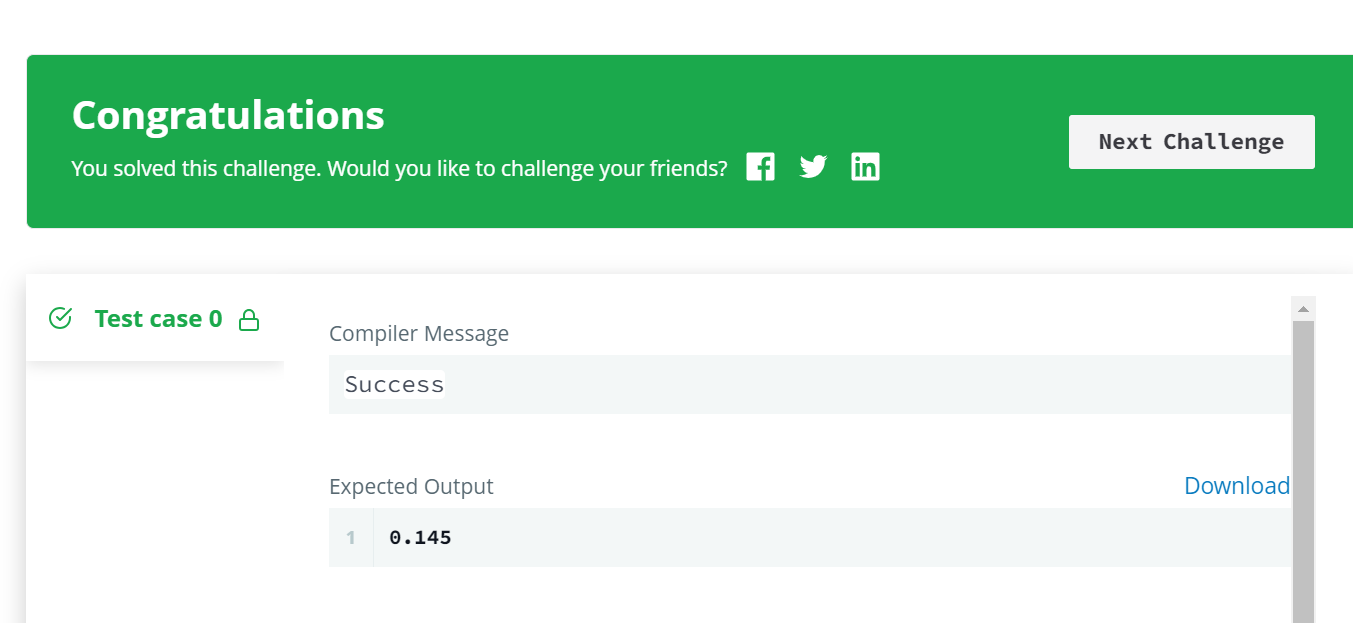 Congratulations
You solved this challenge. Would you like to challenge your friends?
Next Challenge
Test case 0
Compiler Message
Success
Expected Output
Download
1 0.145